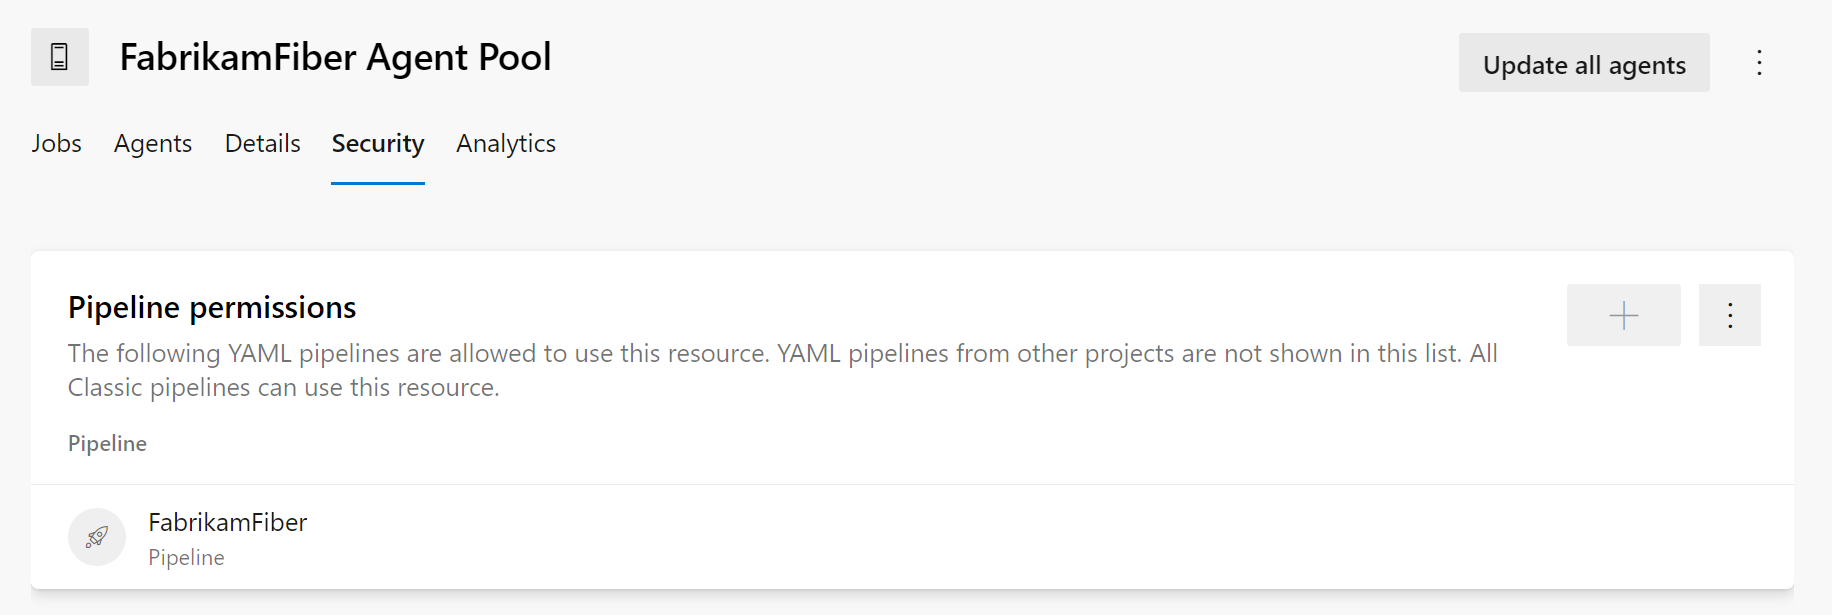 FabrikamFiber Agent Pool
Update all agents
Jobs Agents Details Security Analytics
Pipeline permissions
The following YAML pipelines are allowed to use this resource. YAML pipelines from other projects are not shown in this list. All
Classic pipelines can use this resource.
Pipeline
FabrikamFiber
Pipeline